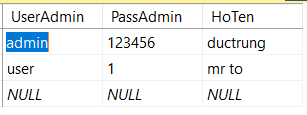 UserAdmin PassAdmin HoTen
admin 123456 ductrung
user 1 mr to
NULL NULL NULL